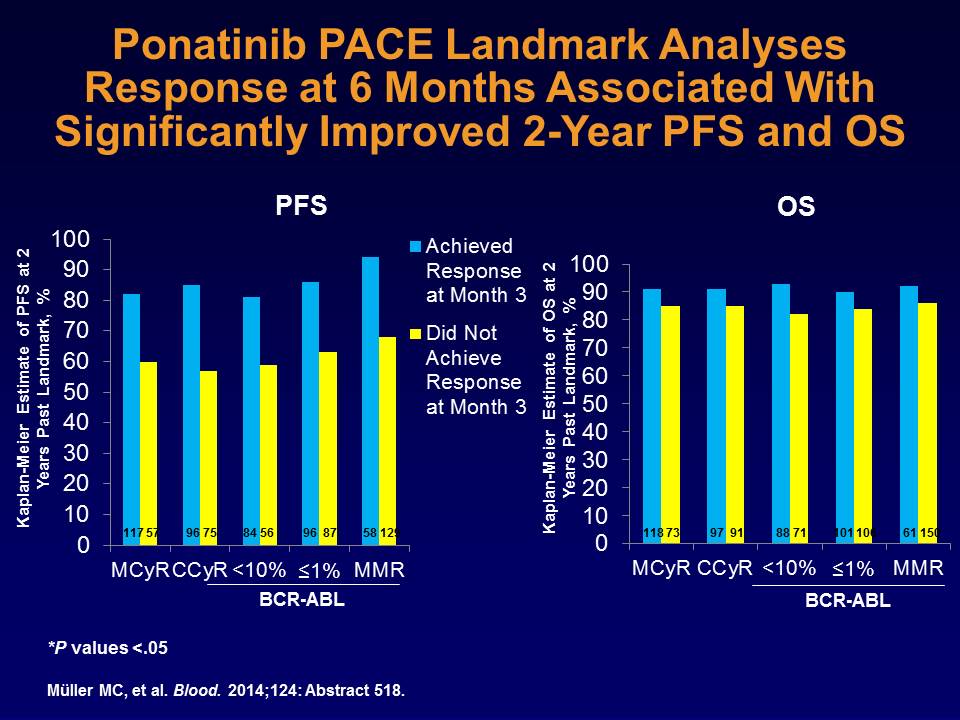 Ponatinib PACE Landmark Analyses
Response at 6 Months Associated With
Significantly Improved 2-Year PFS and OS
PFS
Kaplan-Meier Estimate of PFS at 2
Years Past Landmark, %
100
90
80
70
60
50
40
30
20
10
0
117 57 96 75 84 56 96 87 58 129
MCyR CCyR <10% ≤1% MMR
BCR-ABL
Achieved
Response
at Month 3
Did Not
Achieve
Response
at Month 3
OS
Kaplan-Meier Estimate of OS at 2
Years Past Landmark, %
100
90
80
70
60
50
40
30
20
10
0
118 73 97 91 88 71 101 106 61 150
MCyR CCyR <10% ≤1% MMR
BCR-ABL
*P values <.05
Müller MC, et al. Blood. 2014;124: Abstract 518.